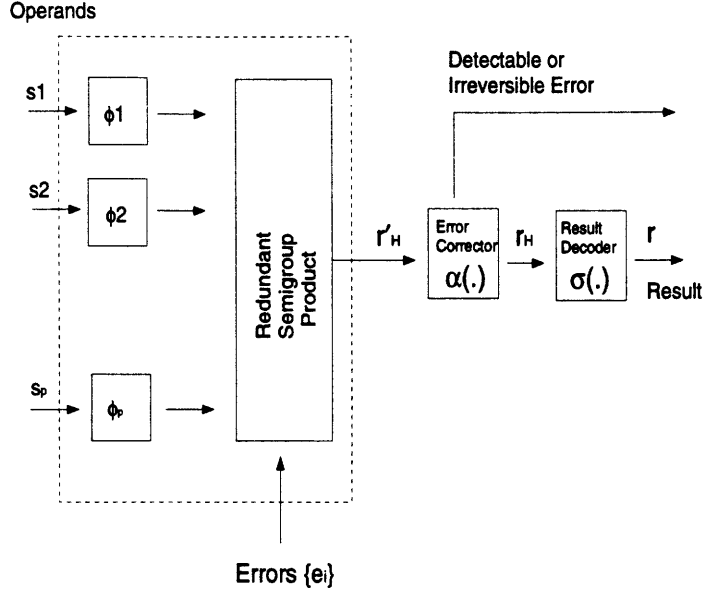 Operands
s1
ϕ1
s2
ϕ2
sₚ
ϕₚ
Redundant
Semigroup
Product
Errors {eᵢ}
r'H
Detectable or
Irreversible Error
Error
Corrector
α(.)
rH
Result
Decoder
σ(.)
r
Result